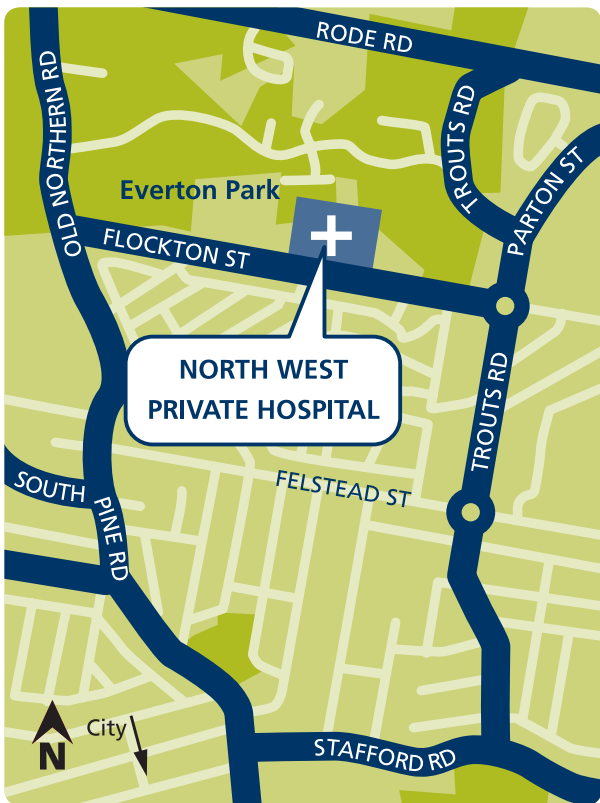 RODE RD
OLD NORTHERN RD
TROUTS RD
PARTON ST
Everton Park
FLOCKTON ST
NORTH WEST
PRIVATE HOSPITAL
TROUTS RD
FELSTEAD ST
SOUTH PINE RD
City
N
STAFFORD RD